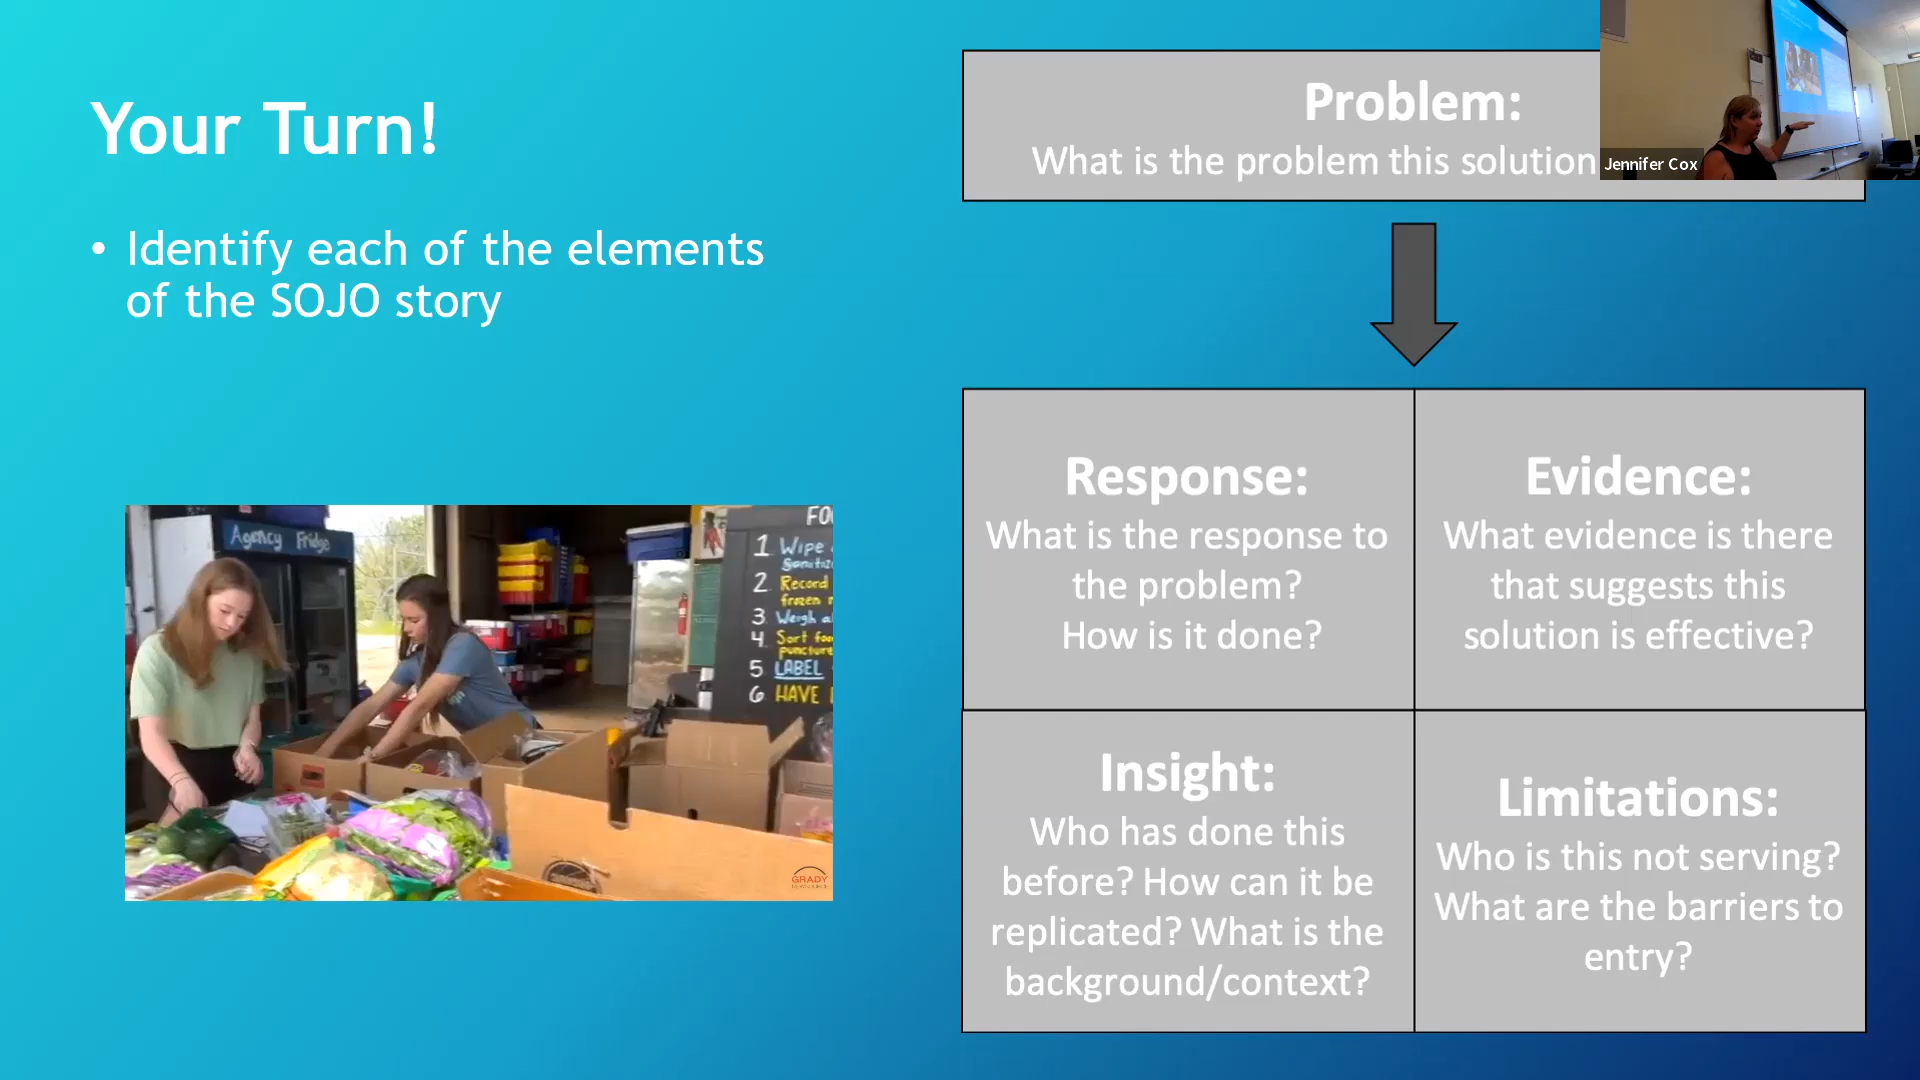 Your Turn!
• Identify each of the elements
of the SOJO story
Problem:
What is the problem this solution
Jennifer Cox
Response:
What is the response to
the problem?
How is it done?
Evidence:
What evidence is there
that suggests this
solution is effective?
Insight:
Who has done this
before? How can it be
replicated? What is the
background/context?
Limitations:
Who is this not serving?
What are the barriers to
entry?
Agency Fridge
FO
1 Wipe
2. Record
frozen
3 Weigh
4. Sort
puncture
5 LABEL
6 HAVE
GRADY